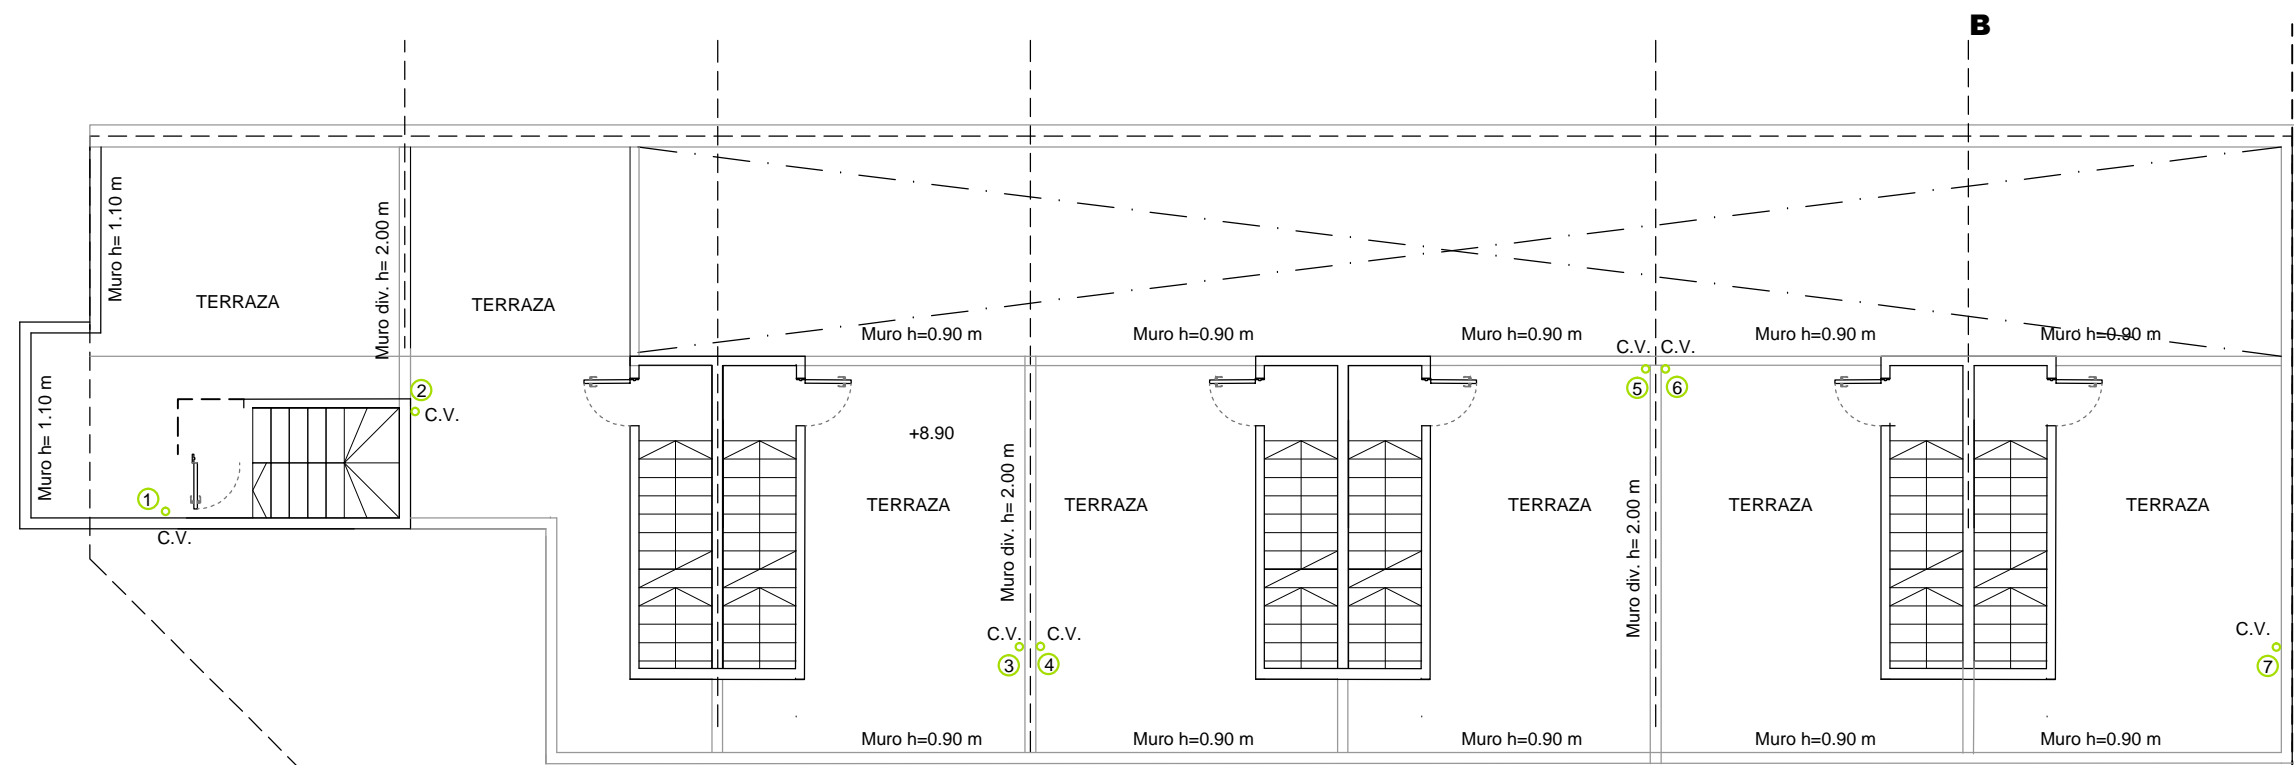 B
Muro h= 1.10 m
Muro div. h= 2.00 m
TERRAZA
TERRAZA
Muro h=0.90 m
Muro h=0.90 m
Muro h=0.90 m
Muro h=0.90 m
Muro h=0.90 m
C.V.
C.V.
5
6
2
C.V.
Muro h= 1.10 m
+8.90
1
C.V.
TERRAZA
Muro div. h= 2.00 m
TERRAZA
TERRAZA
Muro div. h= 2.00 m
TERRAZA
TERRAZA
C.V.
C.V.
3
4
C.V.
7
Muro h=0.90 m
Muro h=0.90 m
Muro h=0.90 m
Muro h=0.90 m
Muro h=0.90 m